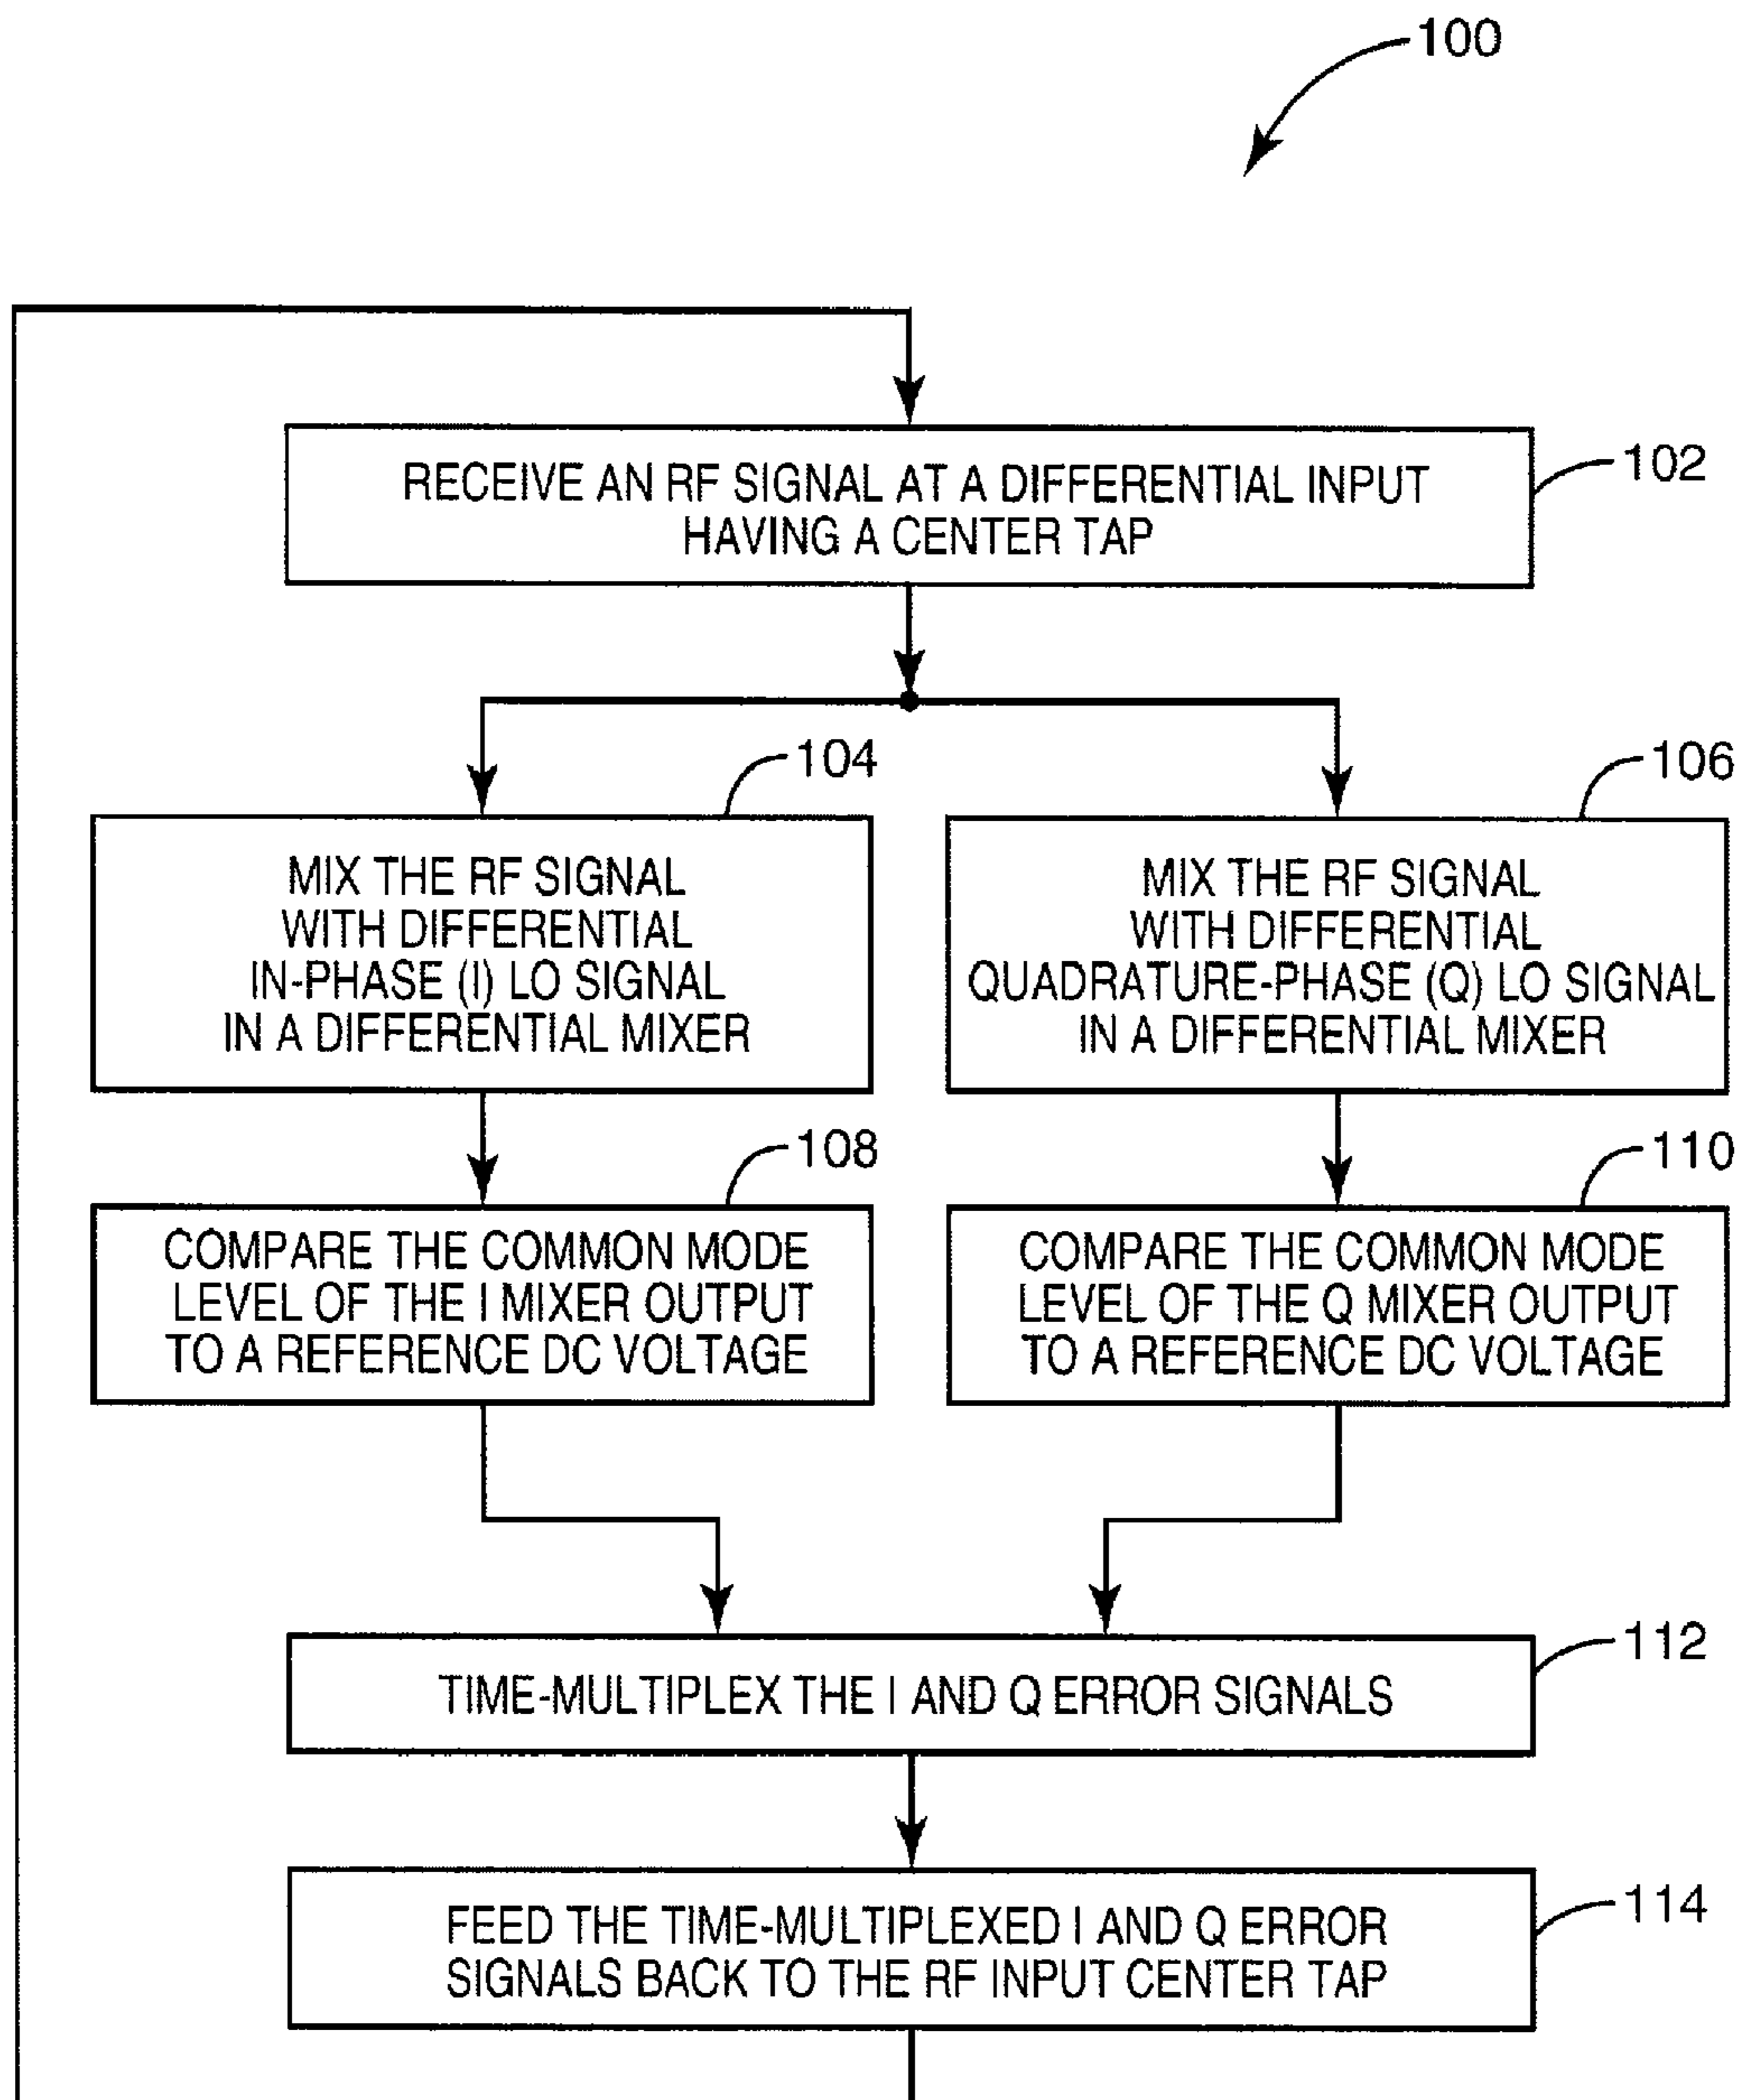 100
RECEIVE AN RF SIGNAL AT A DIFFERENTIAL INPUT
HAVING A CENTER TAP
102
104
MIX THE RF SIGNAL
WITH DIFFERENTIAL
IN-PHASE (I) LO SIGNAL
IN A DIFFERENTIAL MIXER
106
MIX THE RF SIGNAL
WITH DIFFERENTIAL
QUADRATURE-PHASE (Q) LO SIGNAL
IN A DIFFERENTIAL MIXER
108
COMPARE THE COMMON MODE
LEVEL OF THE I MIXER OUTPUT
TO A REFERENCE DC VOLTAGE
110
COMPARE THE COMMON MODE
LEVEL OF THE Q MIXER OUTPUT
TO A REFERENCE DC VOLTAGE
112
TIME-MULTIPLEX THE I AND Q ERROR SIGNALS
114
FEED THE TIME-MULTIPLEXED I AND Q ERROR
SIGNALS BACK TO THE RF INPUT CENTER TAP